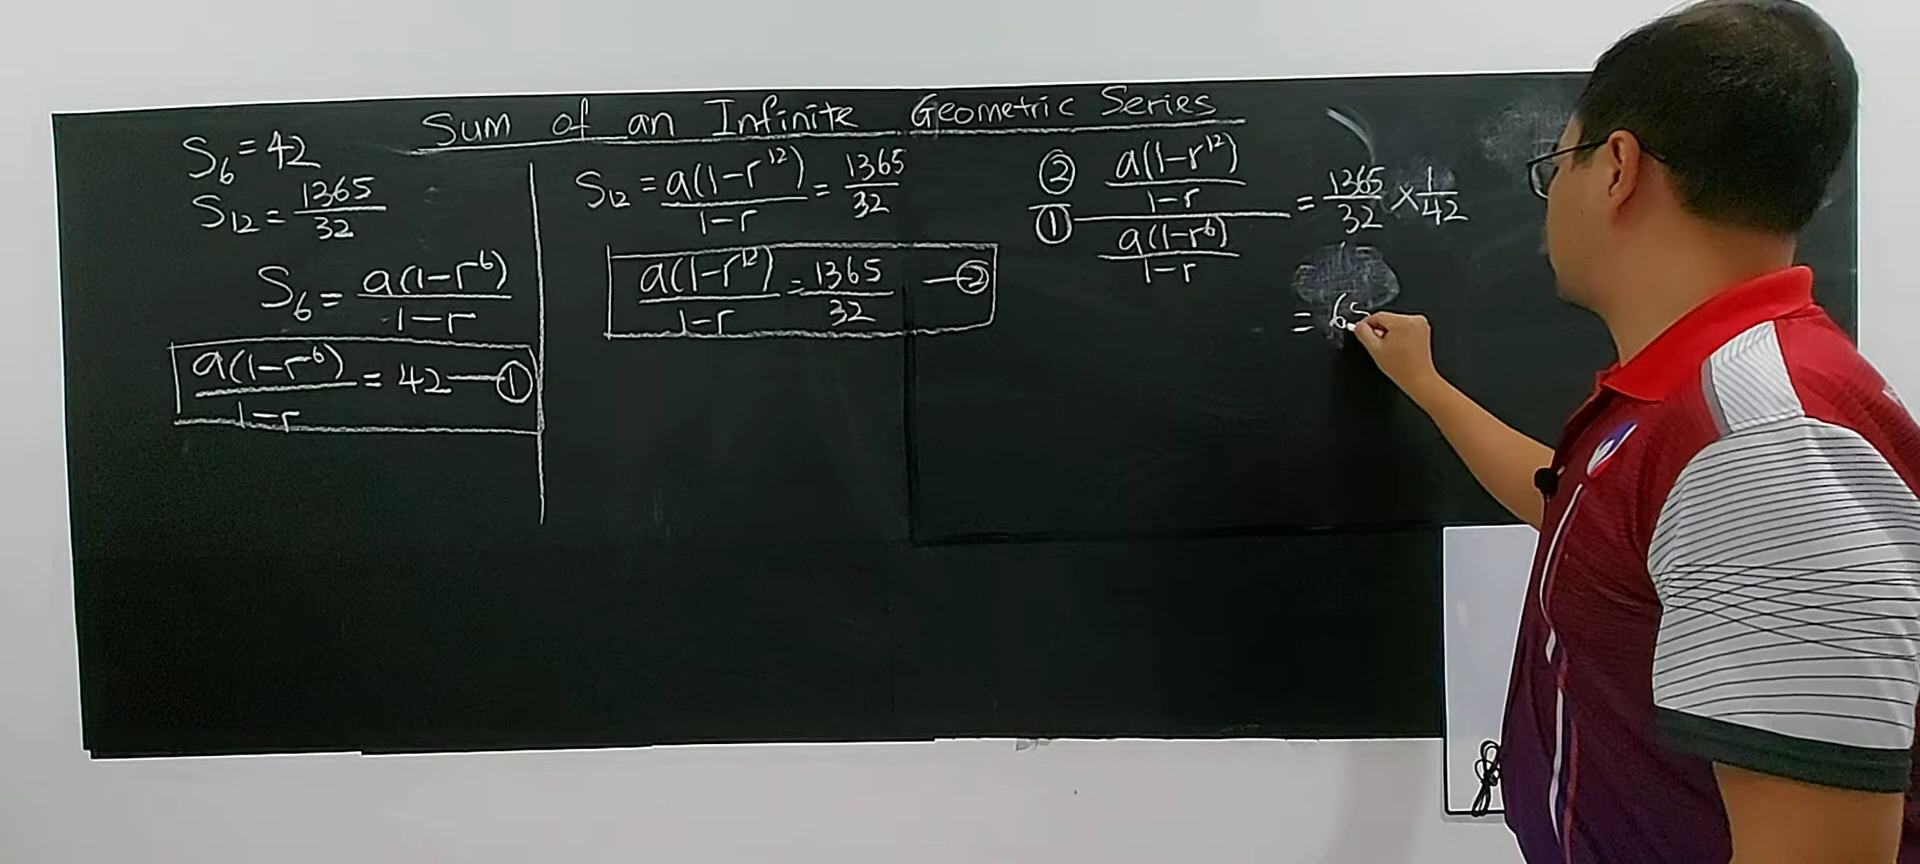 Sum of an Infinite Geometric Series
S₆ = 42
S₁₂ = 1365/32
S₆ = a(1-r⁶)/1-r
a(1-r⁶)/1-r = 42 — ①
S₁₂ = a(1-r¹²)/1-r = 1365/32
a(1-r¹²)/1-r = 1365/32 — ②
②/① a(1-r¹²)/1-r / a(1-r⁶)/1-r = 1365/32 × 1/42
= 65